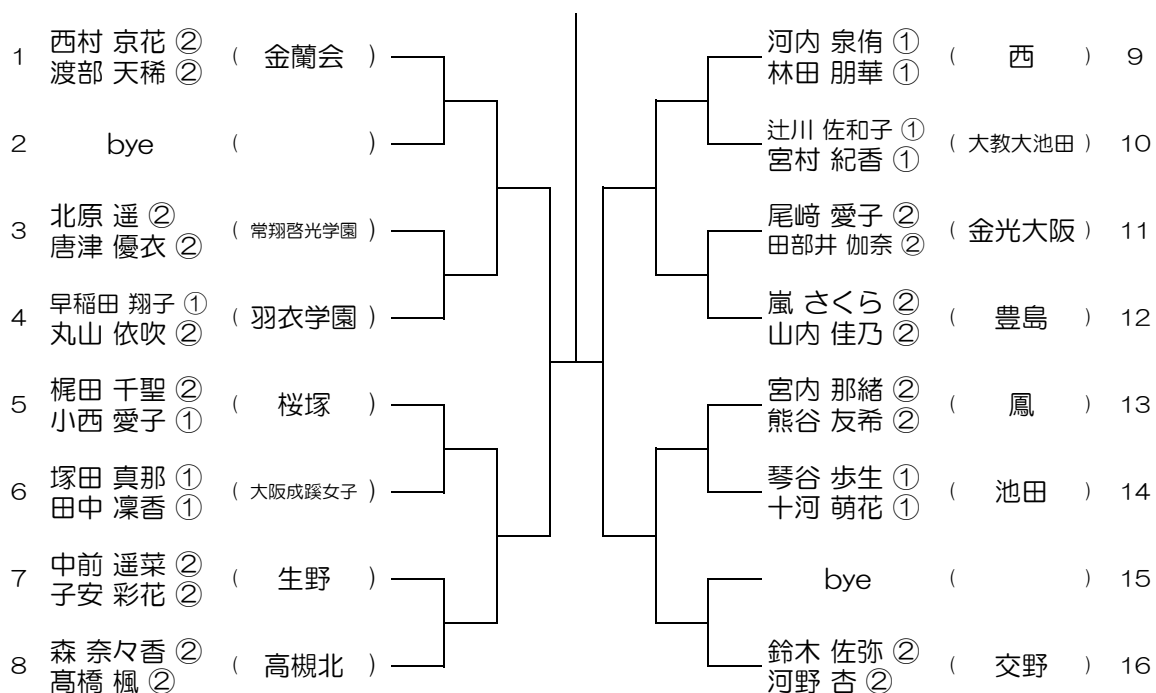 1 西村 京花 ② ( 金蘭会 )
渡部 天稀 ②
2 bye ( )
3 北原 遥 ② ( 常翔啓光学園 )
唐津 優衣 ②
4 早稲田 翔子 ① ( 羽衣学園 )
丸山 依吹 ②
5 梶田 千聖 ② ( 桜塚 )
小西 愛子 ①
6 塚田 真那 ① ( 大阪成蹊女子 )
田中 凜香 ①
7 中前 遥菜 ② ( 生野 )
子安 彩花 ②
8 森 奈々香 ② ( 高槻北 )
髙橋 楓 ②
河内 泉侑 ① ( 西 ) 9
林田 朋華 ①
辻川 佐和子 ① ( 大教大池田 ) 10
宮村 紀香 ①
尾﨑 愛子 ② ( 金光大阪 ) 11
田部井 伽奈 ②
嵐 さくら ② ( 豊島 ) 12
山内 佳乃 ②
宮内 那緒 ② ( 鳳 ) 13
熊谷 友希 ②
琴谷 歩生 ① ( 池田 ) 14
十河 萌花 ①
bye ( ) 15
鈴木 佐弥 ② ( 交野 ) 16
河野 杏 ②